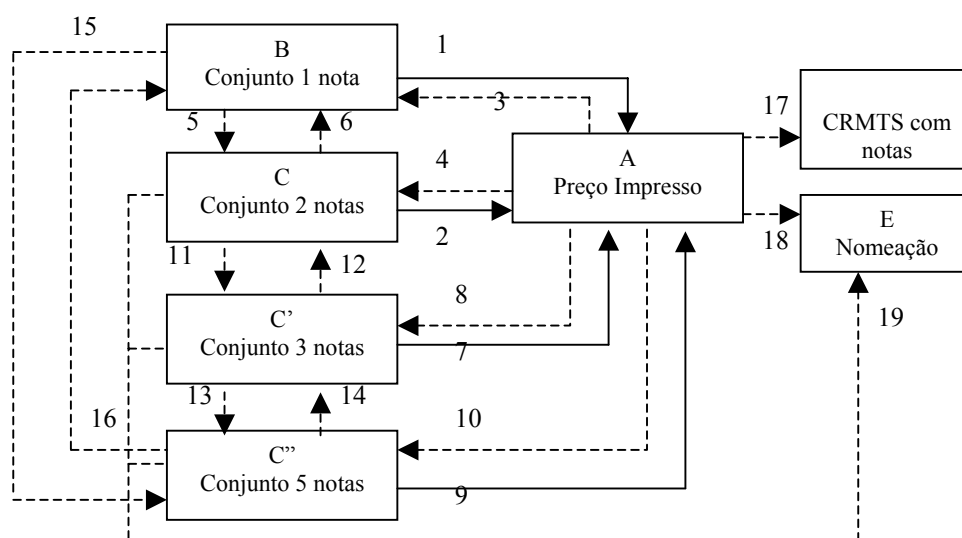 15
B
Conjunto 1 nota
1
3
5
6
C
Conjunto 2 notas
4
2
A
Preço Impresso
17
CRMTS com
notas
18
E
Nomeação
11
12
C'
Conjunto 3 notas
8
7
19
13
14
16
C”
Conjunto 5 notas
10
9